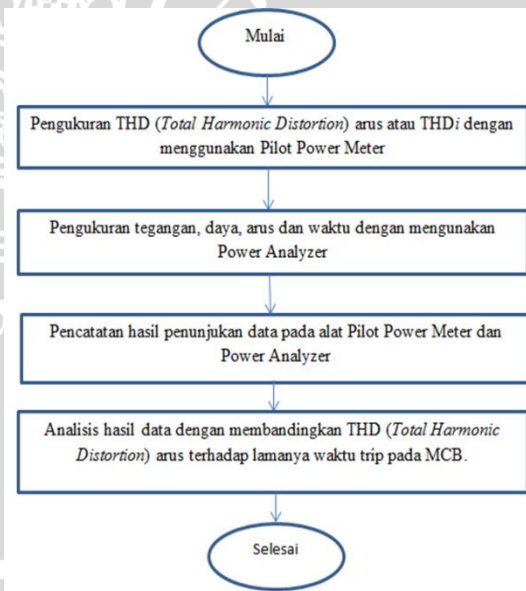 Mulai
Pengukuran THD (Total Harmonic Distortion) arus atau THDi dengan
menggunakan Pilot Power Meter
Pengukuran tegangan, daya, arus dan waktu dengan mengunakan
Power Analyzer
Pencatatan hasil penunjukan data pada alat Pilot Power Meter dan
Power Analyzer
Analisis hasil data dengan membandingkan THD (Total Harmonic
Distortion) arus terhadap lamanya waktu trip pada MCB.
Selesai